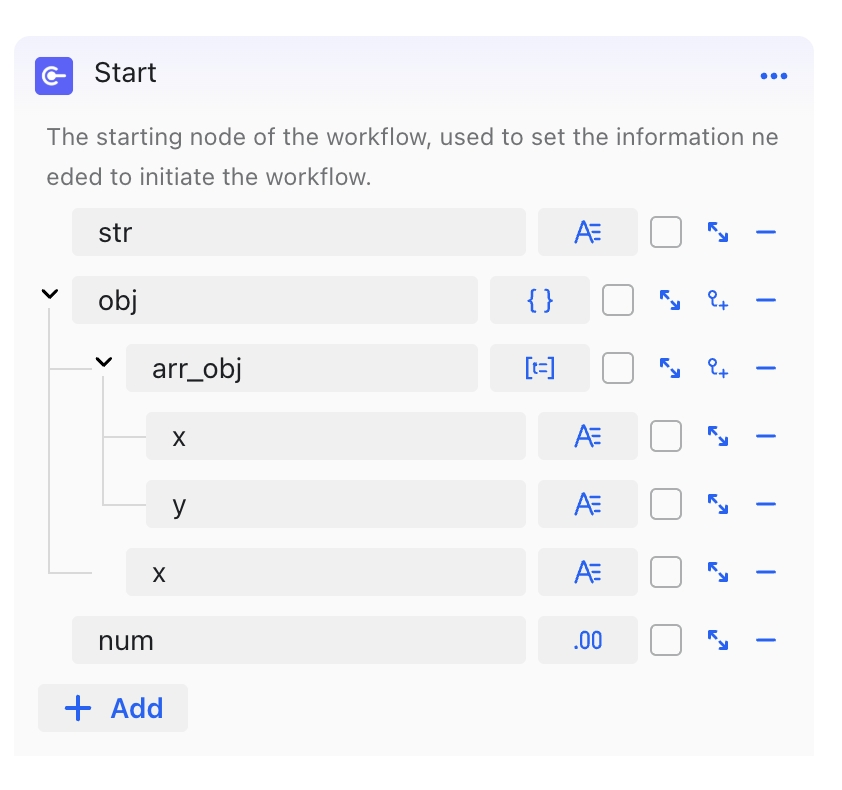 Start
The starting node of the workflow, used to set the information ne
eded to initiate the workflow.
str A
obj { }
arr_obj [t=]
x A
y A
x A
num .00
+ Add